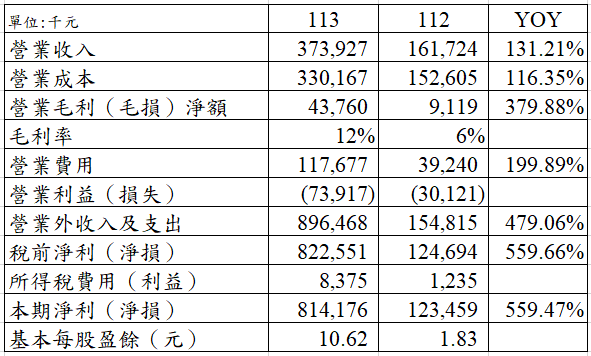 單位:千元 113 112 YOY
營業收入 373,927 161,724 131.21%
營業成本 330,167 152,605 116.35%
營業毛利（毛損）淨額 43,760 9,119 379.88%
毛利率 12% 6%
營業費用 117,677 39,240 199.89%
營業利益（損失） (73,917) (30,121)
營業外收入及支出 896,468 154,815 479.06%
稅前淨利（淨損） 822,551 124,694 559.66%
所得稅費用（利益） 8,375 1,235
本期淨利（淨損） 814,176 123,459 559.47%
基本每股盈餘（元） 10.62 1.83